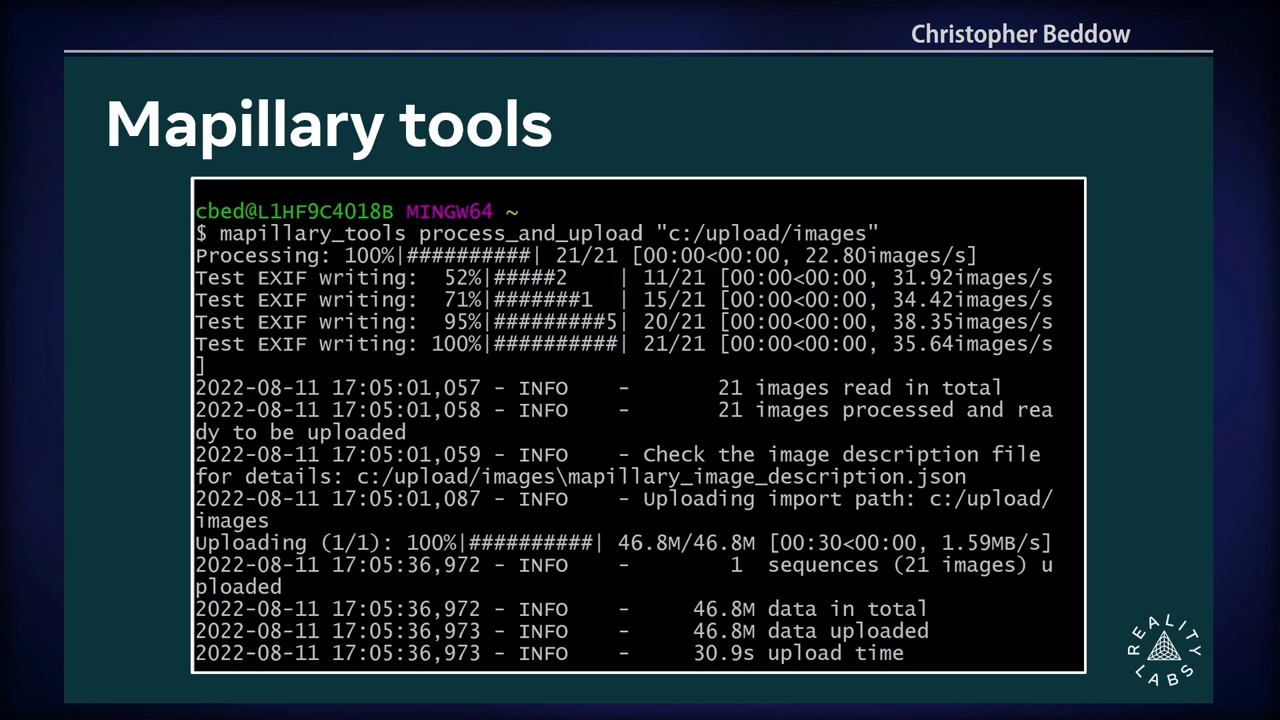 Christopher Beddow
Mapillary tools
cbed@L1HF9C4018B MINGW64 ~
$ mapillary_tools process_and_upload "c:/upload/images"
Processing: 100%|##########| 21/21 [00:00<00:00, 22.80images/s]
Test EXIF writing:  52%|#####2    | 11/21 [00:00<00:00, 31.92images/s
Test EXIF writing:  71%|#######1  | 15/21 [00:00<00:00, 34.42images/s
Test EXIF writing:  95%|#########5| 20/21 [00:00<00:00, 38.35images/s
Test EXIF writing: 100%|##########| 21/21 [00:00<00:00, 35.64images/s
]
2022-08-11 17:05:01,057 - INFO    -       21 images read in total
2022-08-11 17:05:01,058 - INFO    -       21 images processed and rea
dy to be uploaded
2022-08-11 17:05:01,059 - INFO    - Check the image description file
for details: c:/upload/images\mapillary_image_description.json
2022-08-11 17:05:01,087 - INFO    - Uploading import path: c:/upload/
images
Uploading (1/1): 100%|##########| 46.8M/46.8M [00:30<00:00, 1.59MB/s]
2022-08-11 17:05:36,972 - INFO    -        1  sequences (21 images) u
ploaded
2022-08-11 17:05:36,972 - INFO    -     46.8M data in total
2022-08-11 17:05:36,973 - INFO    -     46.8M data uploaded
2022-08-11 17:05:36,973 - INFO    -     30.9s upload time
REALITY
LABS